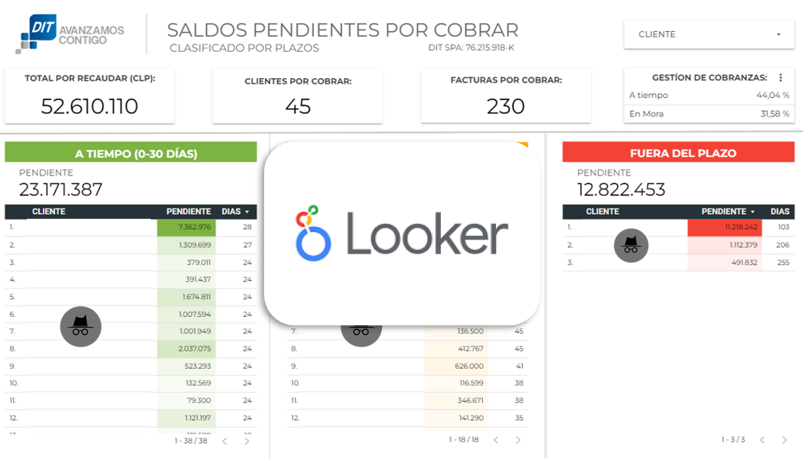 DIT AVANZAMOS CONTIGO
SALDOS PENDIENTES POR COBRAR
CLASIFICADO POR PLAZOS
DIT SPA: 76.215.918-K
CLIENTE
TOTAL POR RECAUDAR (CLP):
52.610.110
CLIENTES POR COBRAR:
45
FACTURAS POR COBRAR:
230
GESTÍON DE COBRANZAS:
A tiempo 44,04 %
En Mora 31,58 %
A TIEMPO (0-30 DÍAS)
PENDIENTE
23.171.387
CLIENTE PENDIENTE DIAS
1. 7.362.976 28
2. 1.309.699 27
3. 379.011 24
4. 391.437 24
5. 1.674.811 24
6. 1.007.594 24
7. 1.001.949 24
8. 2.037.075 24
9. 523.293 24
10. 132.569 24
11. 79.300 24
12. 1.121.197 24
1 - 38 / 38
Looker
7. 136.500 45
8. 412.767 45
9. 626.000 41
10. 116.599 38
11. 346.671 38
12. 141.290 35
1 - 18 / 18
FUERA DEL PLAZO
PENDIENTE
12.822.453
CLIENTE PENDIENTE DIAS
1. 11.218.242 103
2. 1.112.379 206
3. 491.832 255
1 - 3 / 3